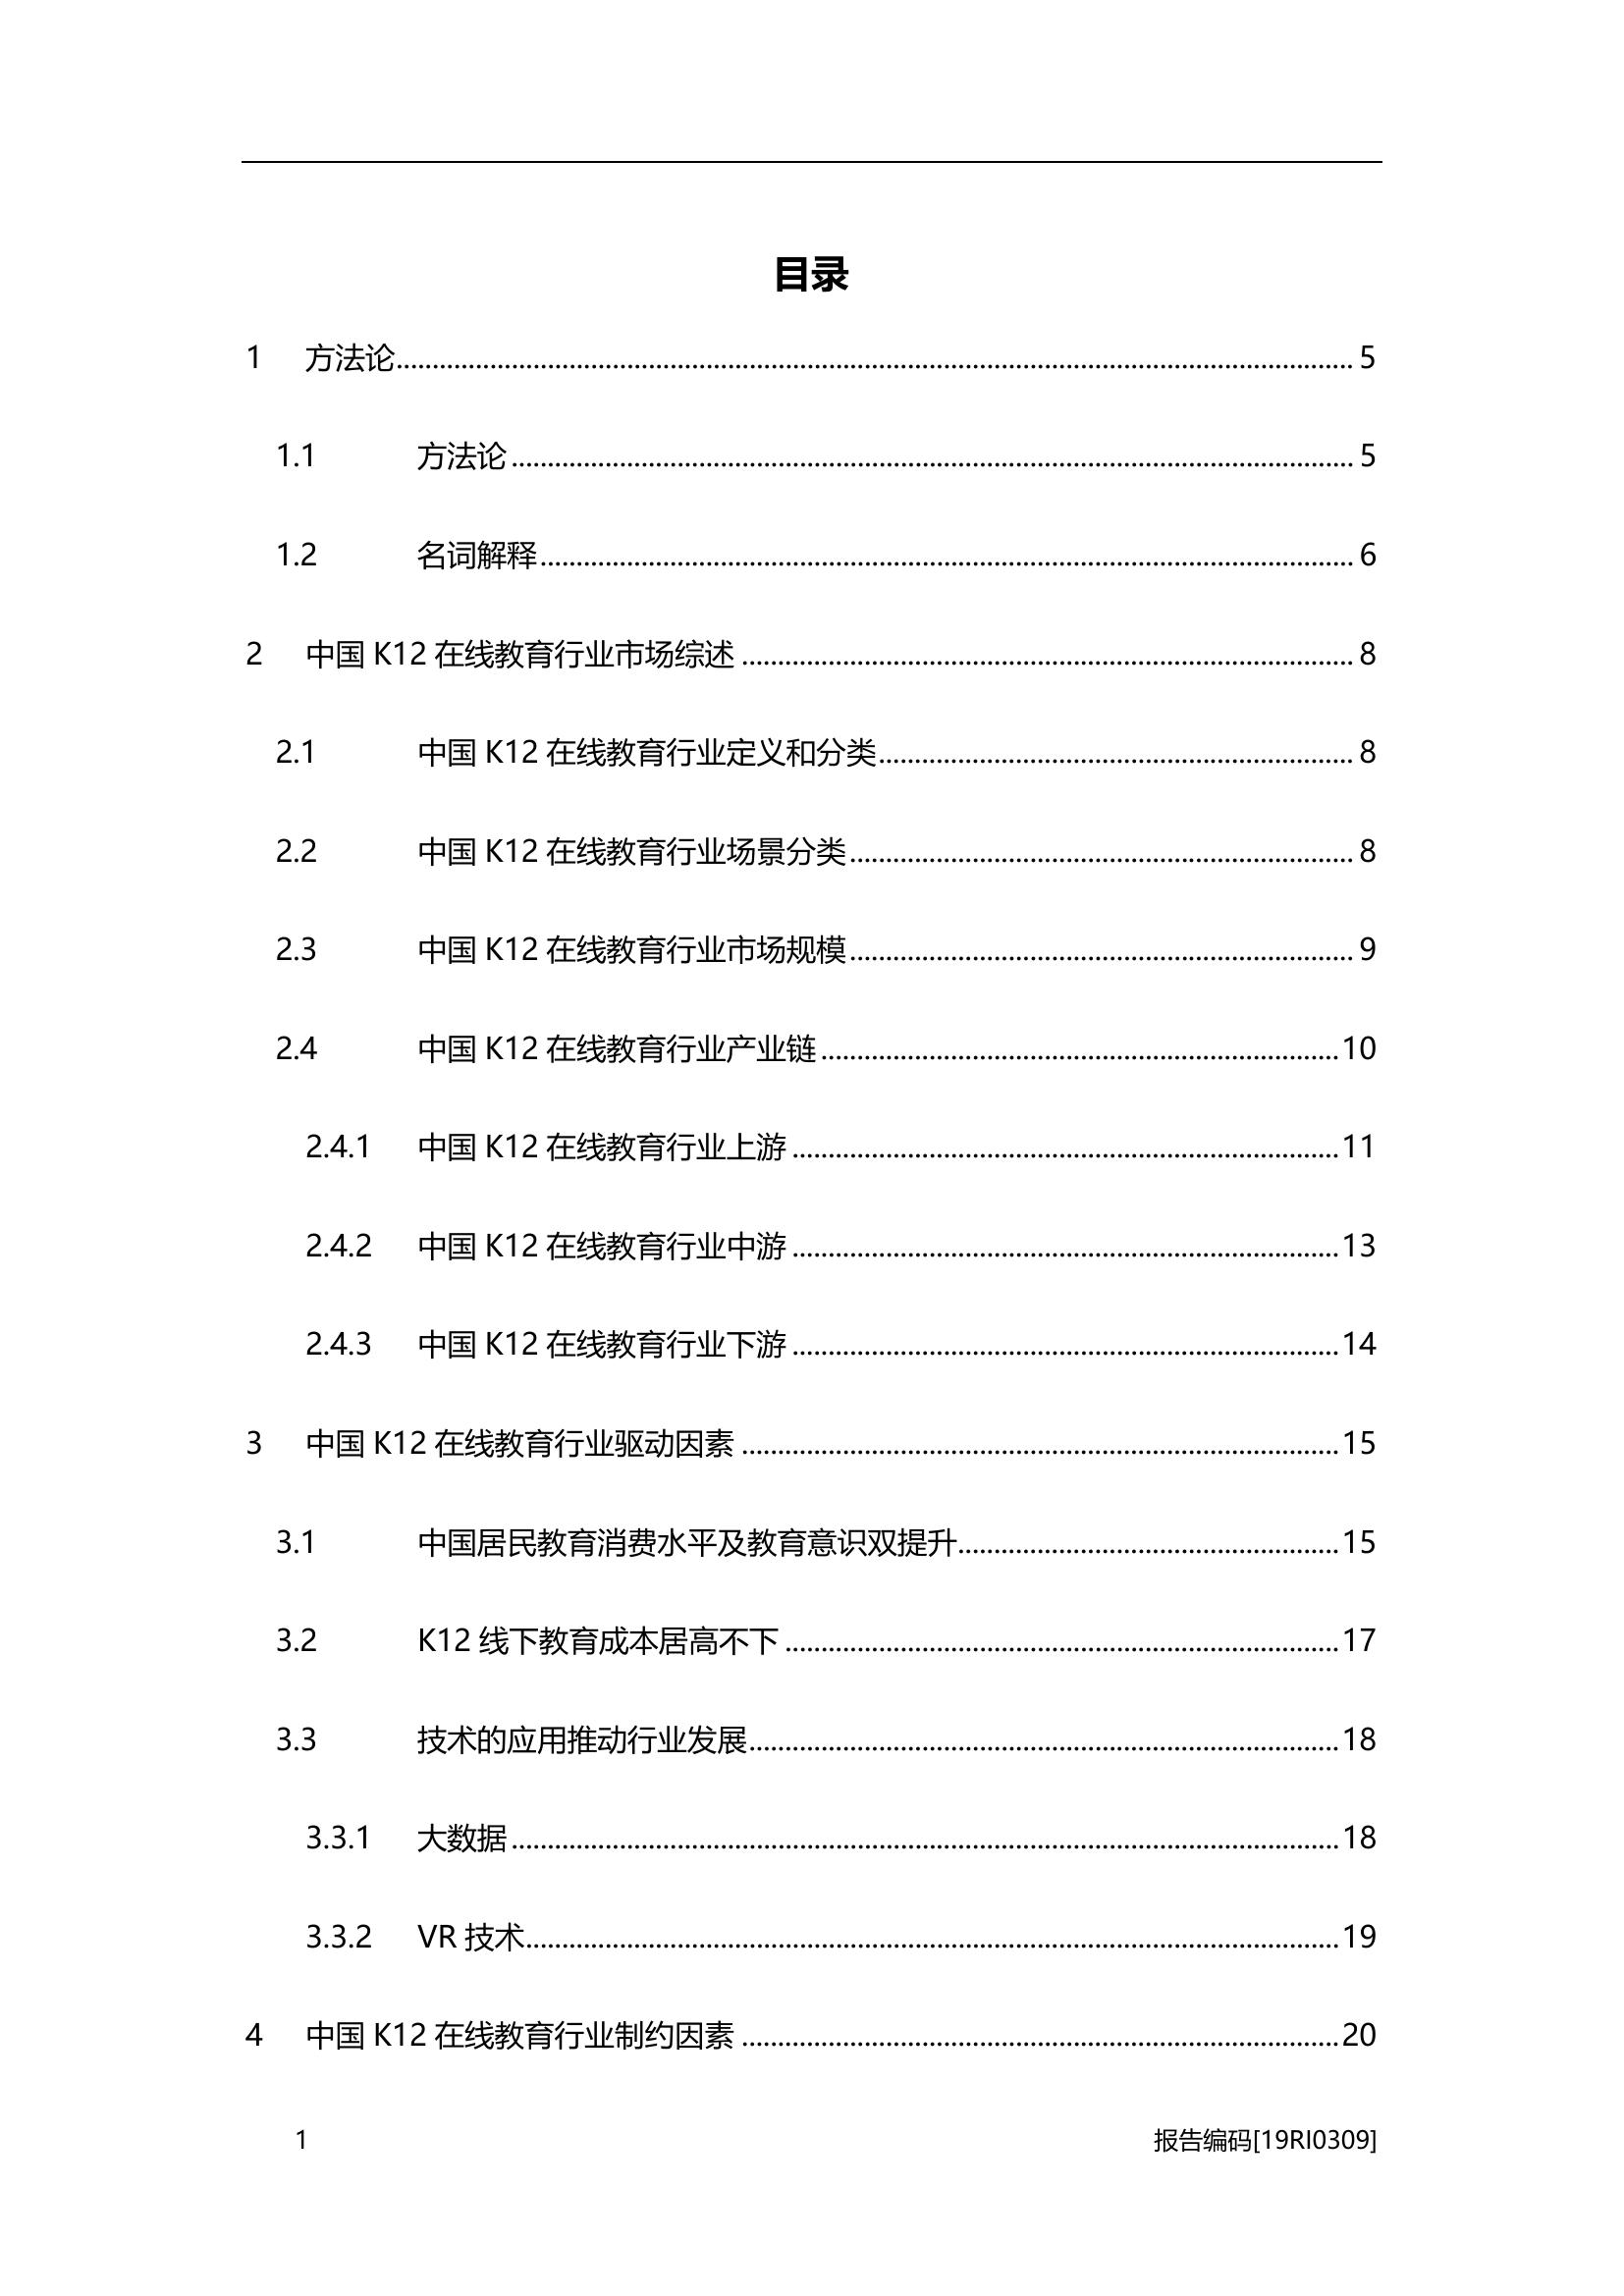 目录
1 方法论........ 5
1.1 方法论........ 5
1.2 名词解释........ 6
2 中国 K12 在线教育行业市场综述........ 8
2.1 中国 K12 在线教育行业定义和分类........ 8
2.2 中国 K12 在线教育行业场景分类........ 8
2.3 中国 K12 在线教育行业市场规模........ 9
2.4 中国 K12 在线教育行业产业链........ 10
2.4.1 中国 K12 在线教育行业上游........ 11
2.4.2 中国 K12 在线教育行业中游........ 13
2.4.3 中国 K12 在线教育行业下游........ 14
3 中国 K12 在线教育行业驱动因素........ 15
3.1 中国居民教育消费水平及教育意识双提升........ 15
3.2 K12 线下教育成本居高不下........ 17
3.3 技术的应用推动行业发展........ 18
3.3.1 大数据........ 18
3.3.2 VR 技术........ 19
4 中国 K12 在线教育行业制约因素........ 20
1 报告编码[19RI0309]